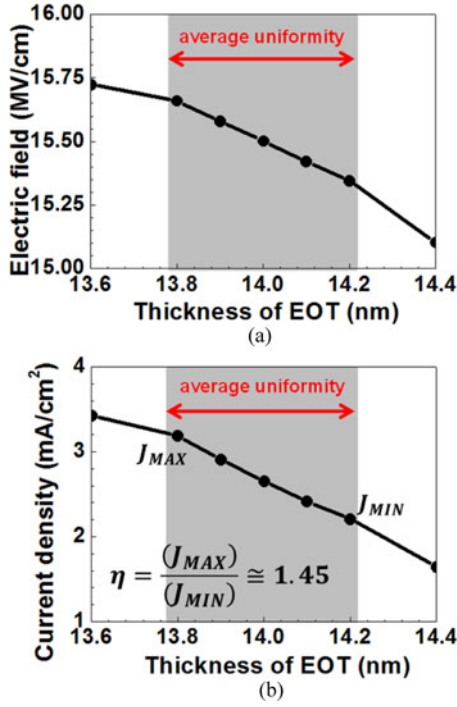 16.00
15.75
15.50
15.25
15.00
Electric field (MV/cm)
average uniformity
13.6 13.8 14.0 14.2 14.4
Thickness of EOT (nm)
(a)
4
3
2
1
Current density (mA/cm²)
average uniformity
J_MAX
J_MIN
η = (J_MAX) / (J_MIN) ≅ 1.45
13.6 13.8 14.0 14.2 14.4
Thickness of EOT (nm)
(b)